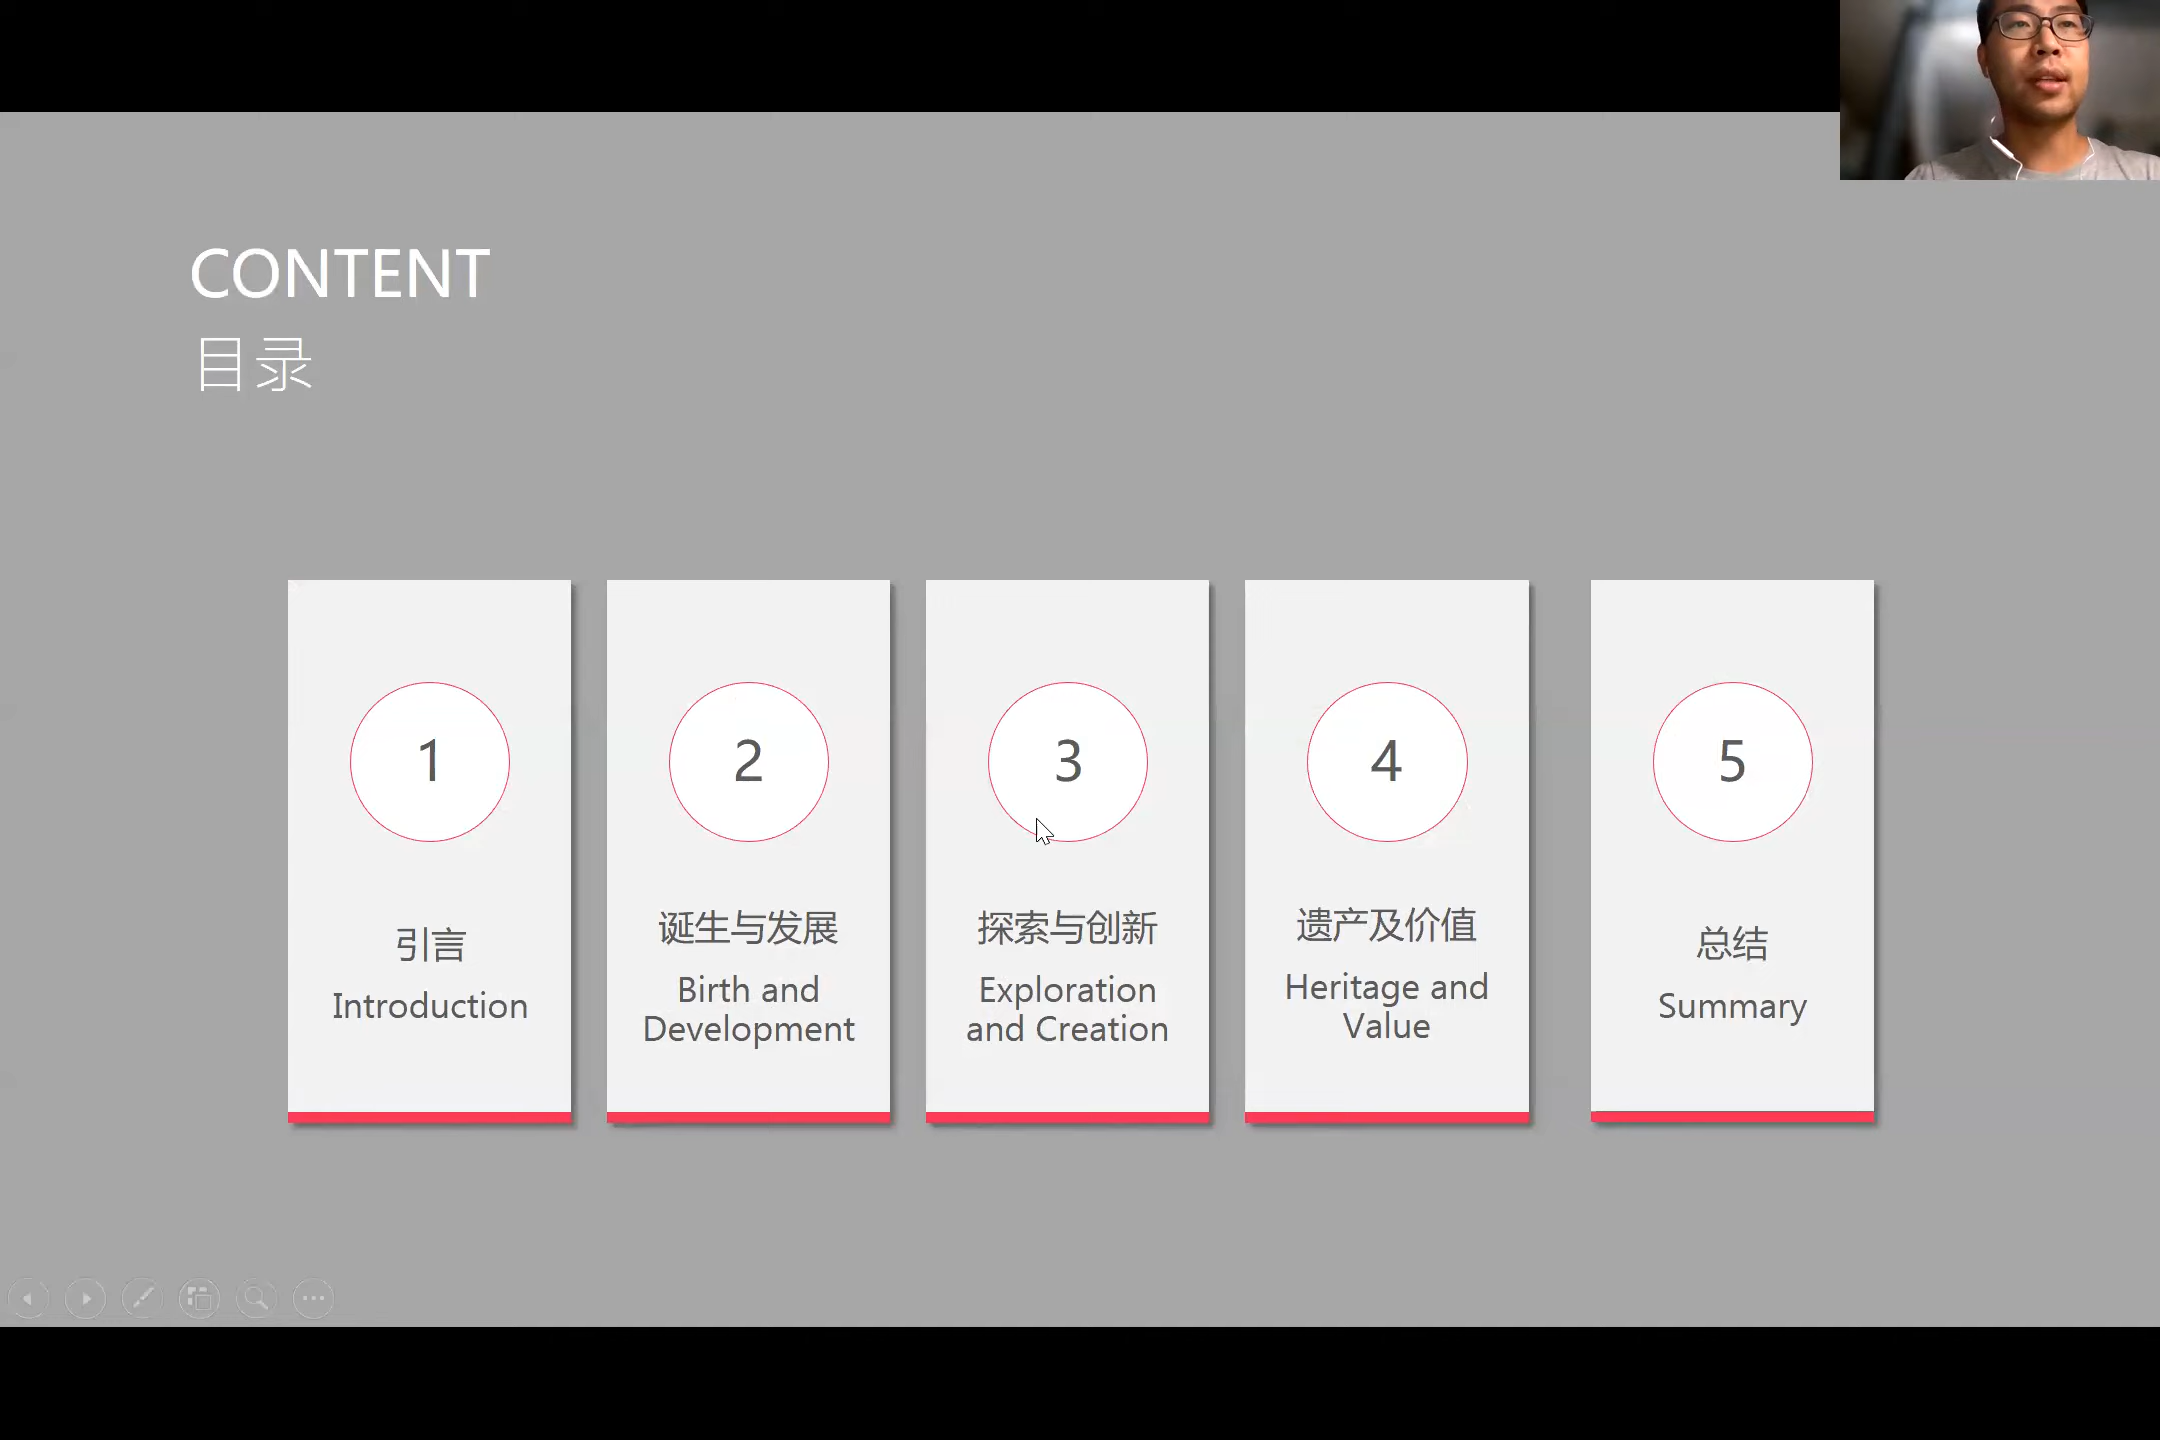 CONTENT
目录
1
引言
Introduction
2
诞生与发展
Birth and
Development
3
探索与创新
Exploration
and Creation
4
遗产及价值
Heritage and
Value
5
总结
Summary